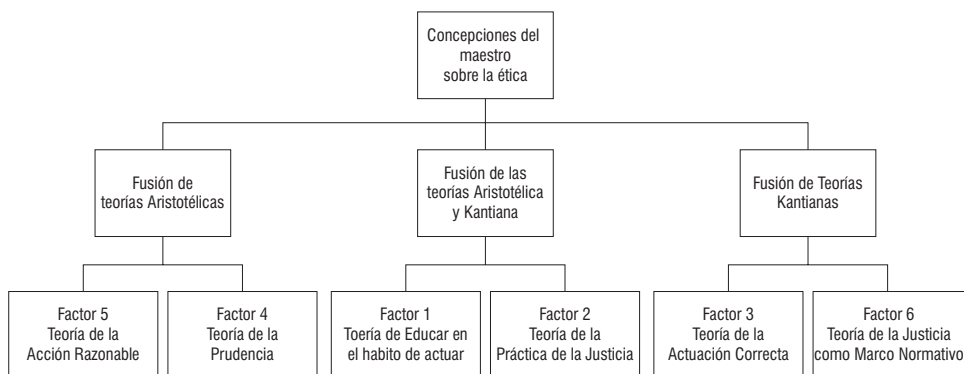 Concepciones del
maestro
sobre la ética
Fusión de
teorías Aristotélicas
Fusión de las
teorías Aristotélica
y Kantiana
Fusión de Teorías
Kantianas
Factor 5
Teoría de la
Acción Razonable
Factor 4
Teoría de la
Prudencia
Factor 1
Toería de Educar en
el habito de actuar
Factor 2
Teoría de la
Práctica de la Justicia
Factor 3
Teoría de la
Actuación Correcta
Factor 6
Teoría de la Justicia
como Marco Normativo